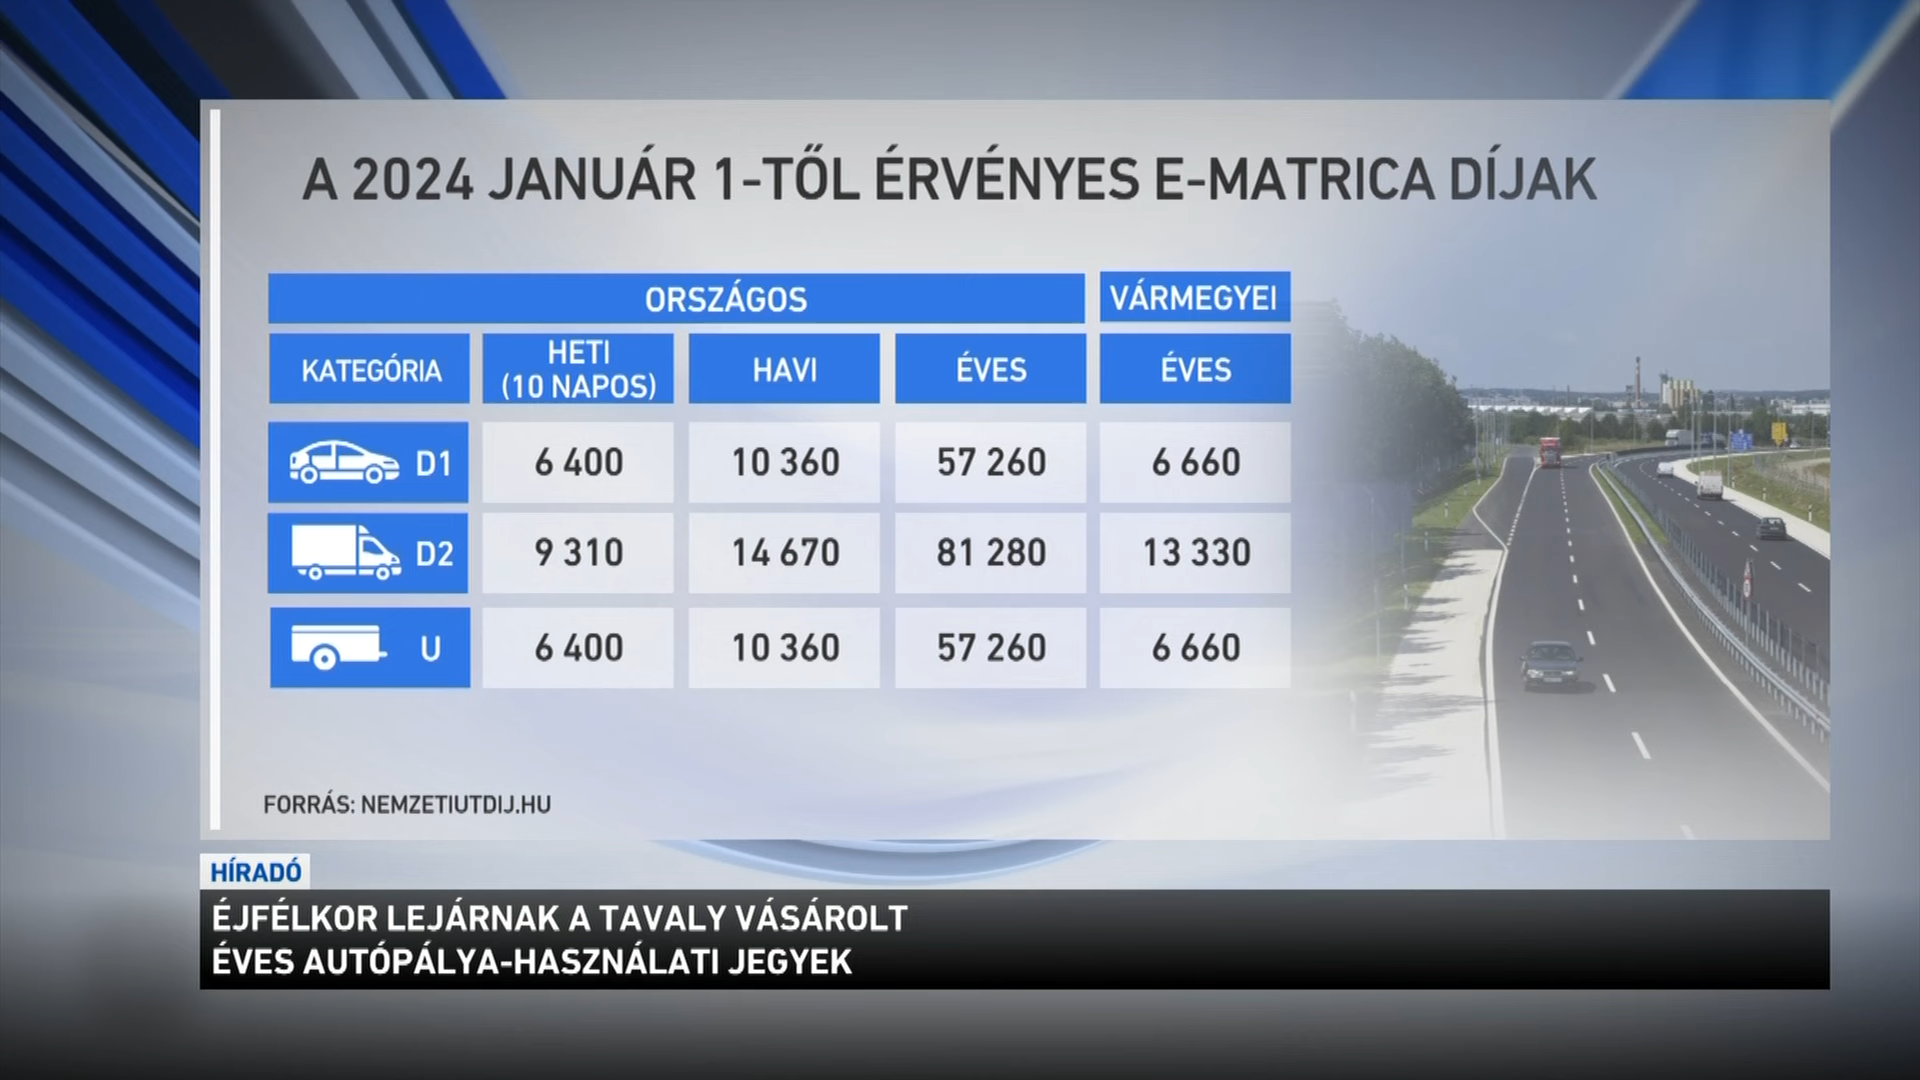 A 2024 JANUÁR 1-TŐL ÉRVÉNYES E-MATRICA DÍJAK
ORSZÁGOS VÁRMEGYEI
KATEGÓRIA HETI (10 NAPOS) HAVI ÉVES ÉVES
D1 6 400 10 360 57 260 6 660
D2 9 310 14 670 81 280 13 330
U 6 400 10 360 57 260 6 660
FORRÁS: NEMZETIUTDIJ.HU
HÍRADÓ
ÉJFÉLKOR LEJÁRNAK A TAVALY VÁSÁROLT
ÉVES AUTÓPÁLYA-HASZNÁLATI JEGYEK